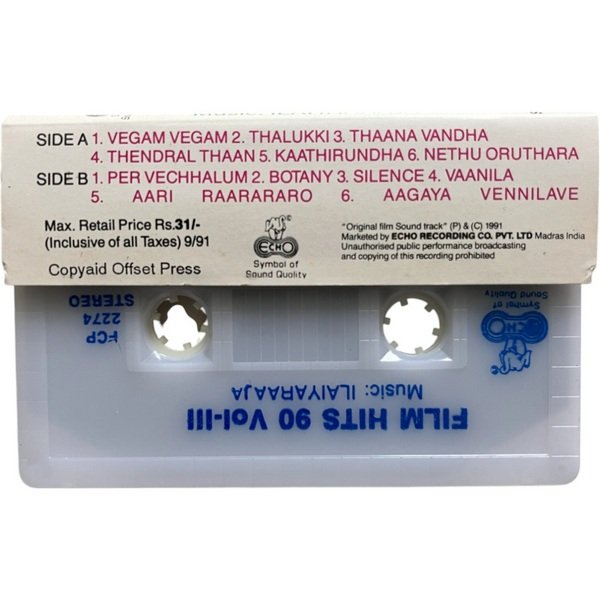 SIDE A 1. VEGAM VEGAM 2. THALUKKI 3. THAANA VANDHA
4. THENDRAL THAAN 5. KAATHIRUNDHA 6. NETHU ORUTHARA
SIDE B 1. PER VECHHALUM 2. BOTANY 3. SILENCE 4. VAANILA
5. AARI RAARARARO 6. AAGAYA VENNILAVE
Max. Retail Price Rs.31/-
(Inclusive of all Taxes) 9/91
Copyaid Offset Press
ECHO
Symbol of
Sound Quality
"Original film Sound track" (P) & (C) 1991
Marketed by ECHO RECORDING CO. PVT. LTD Madras India
Unauthorised public performance broadcasting
and copying of this recording prohibited
FILM HITS 90 Vol-III
Music: ILAIYARAAJA
ECHO
Symbol of
Sound Quality
FCP
2274
STEREO